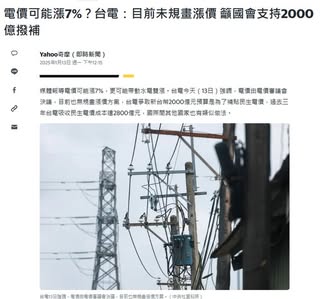 電價可能漲7%？台電：目前未規畫漲價 籲國會支持2000
億撥補
Yahoo奇摩（即時新聞）
2025年1月13日 週一 下午12:15
媒體報導電價可能漲7%，更可能帶動水電雙漲，台電今天（13日）強調，電價由電價審議會
決議，目前也無規畫漲價方案，台電爭取新台幣2000億元預算是為了補貼民生電價，過去三
年台電吸收民生電價成本達2800億元，國際間其他國家也有類似做法。
台電13日強調，電價由電價審議會決議，目前也無規畫漲價方案。（中央社資料照）